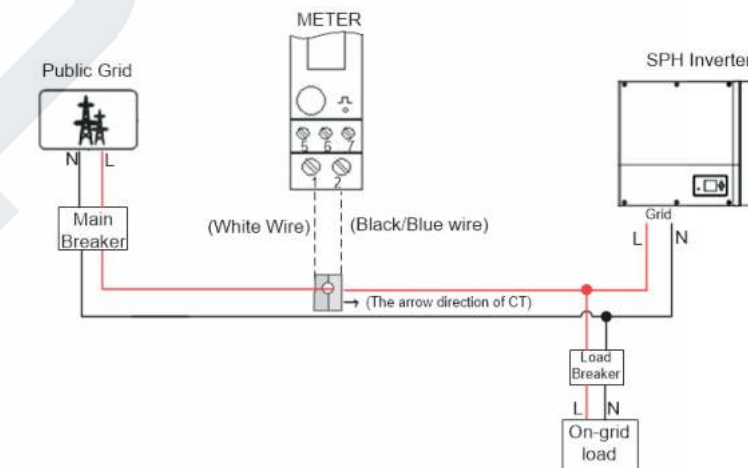 METER
Public Grid
SPH Inverter
5 6 7
1 2
N L
(White Wire)
(Black/Blue wire)
Main
Breaker
Grid
L N
(The arrow direction of CT)
Load
Breaker
L N
On-grid
load